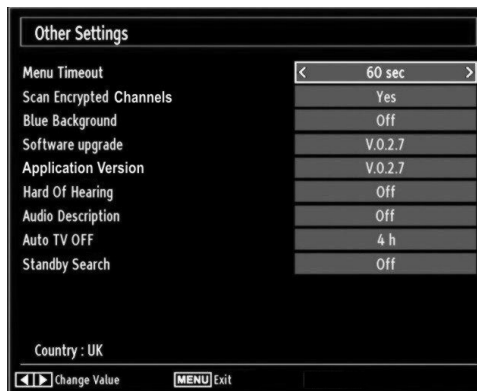 Other Settings
Menu Timeout < 60 sec >
Scan Encrypted Channels Yes
Blue Background Off
Software upgrade V.0.2.7
Application Version V.0.2.7
Hard Of Hearing Off
Audio Description Off
Auto TV OFF 4 h
Standby Search Off
Country : UK
Change Value MENU Exit